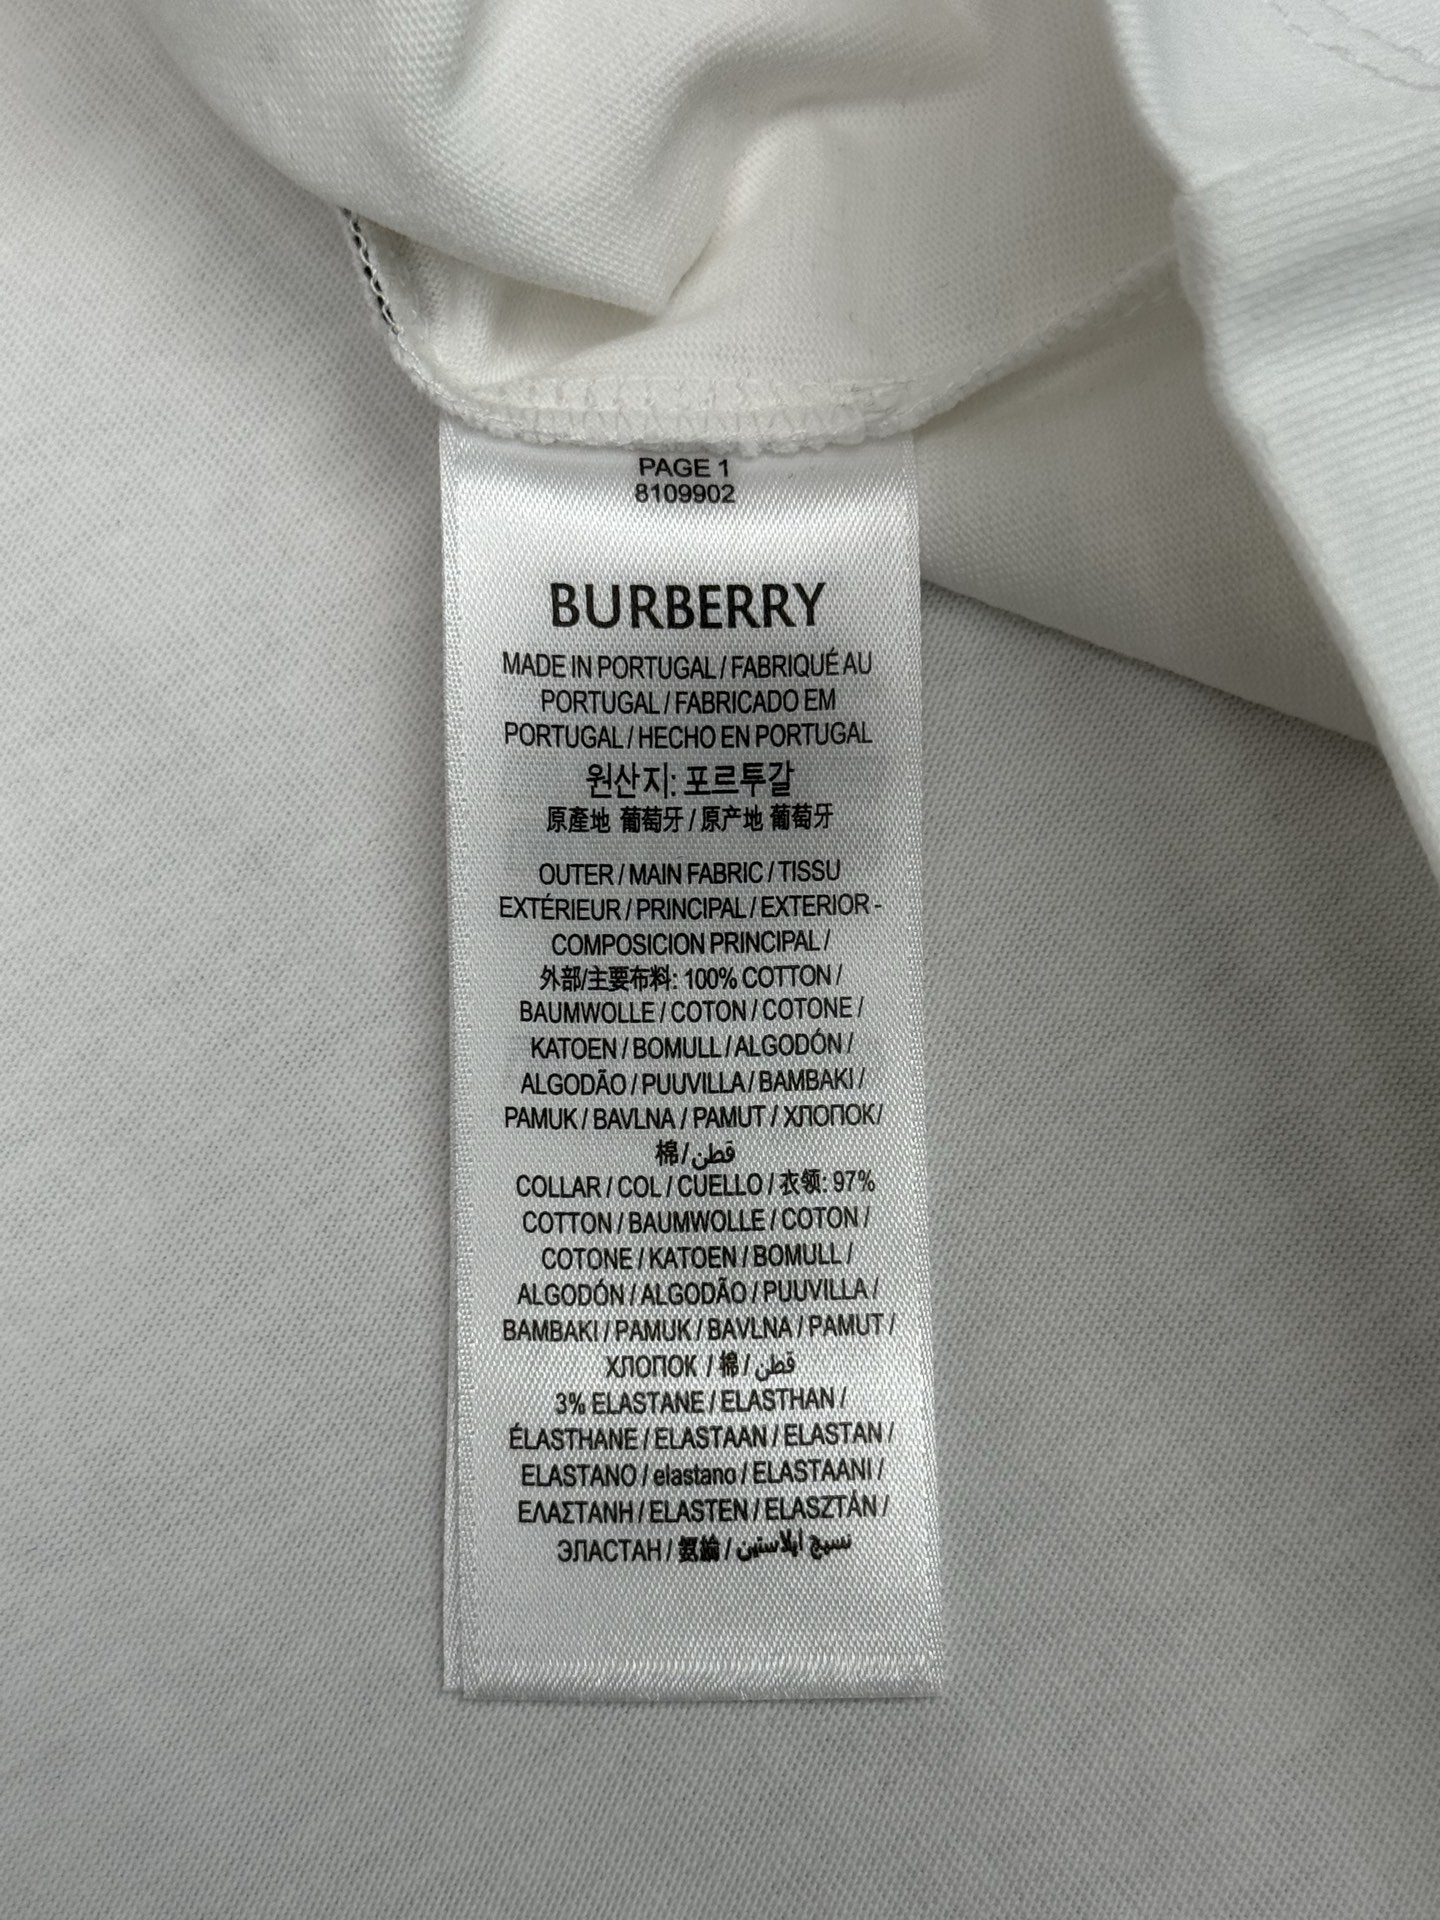 PAGE 1
8109902
BURBERRY
MADE IN PORTUGAL / FABRIQUÉ AU
PORTUGAL / FABRICADO EM
PORTUGAL / HECHO EN PORTUGAL
원산지: 포르투갈
原產地 葡萄牙 / 原产地 葡萄牙
OUTER / MAIN FABRIC / TISSU
EXTÉRIEUR / PRINCIPAL / EXTERIOR -
COMPOSICION PRINCIPAL /
外部/主要布料: 100% COTTON /
BAUMWOLLE / COTON / COTONE /
KATOEN / BOMULL / ALGODÓN /
ALGODÃO / PUUVILLA / BAMBAKI /
PAMUK / BAVLNA / PAMUT / ХЛОПОК /
棉 / قطن
COLLAR / COL / CUELLO / 衣领: 97%
COTTON / BAUMWOLLE / COTON /
COTONE / KATOEN / BOMULL /
ALGODÓN / ALGODÃO / PUUVILLA /
BAMBAKI / PAMUK / BAVLNA / PAMUT /
ХЛОПОК / 棉 / قطن
3% ELASTANE / ELASTHAN /
ÉLASTHANE / ELASTAAN / ELASTAN /
ELASTANO / elastano / ELASTAANI /
ΕΛΑΣΤΑΝΗ / ELASTEN / ELASZTÁN /
ЭЛАСТАН / 氨綸 / نسيج ايلاستين